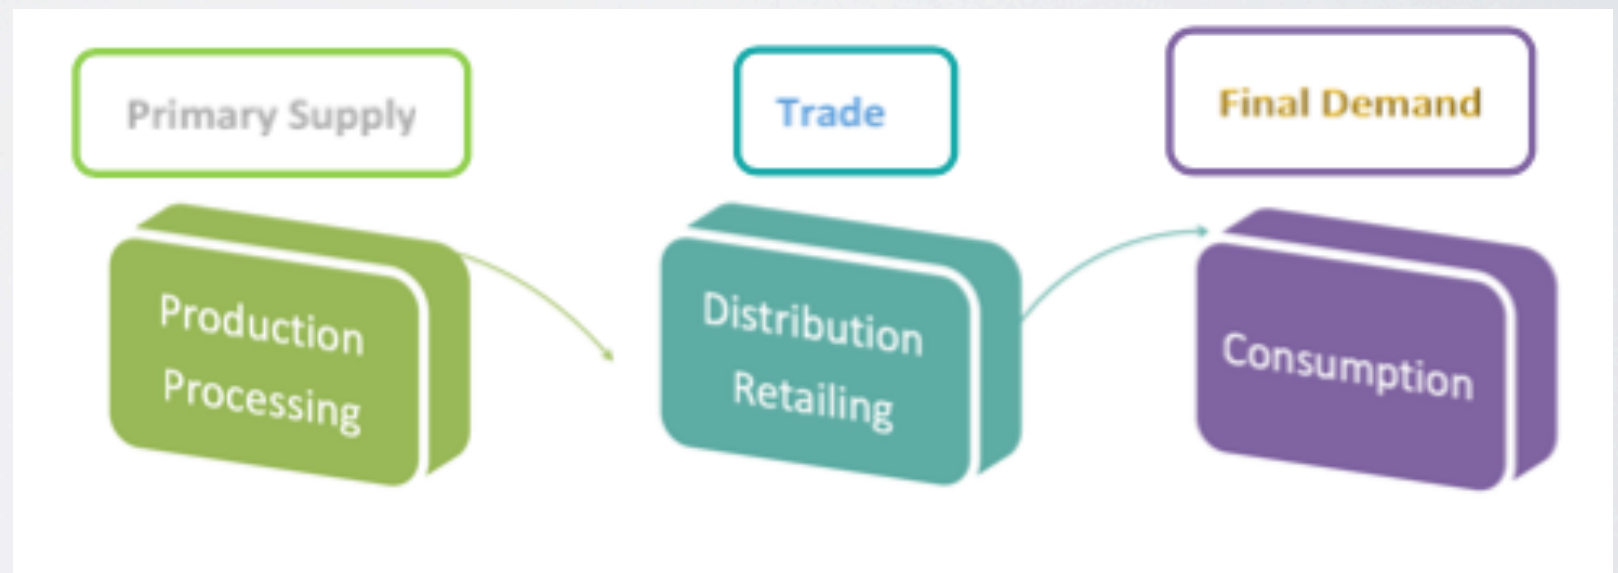 Primary Supply
Trade
Final Demand
Production
Processing
Distribution
Retailing
Consumption